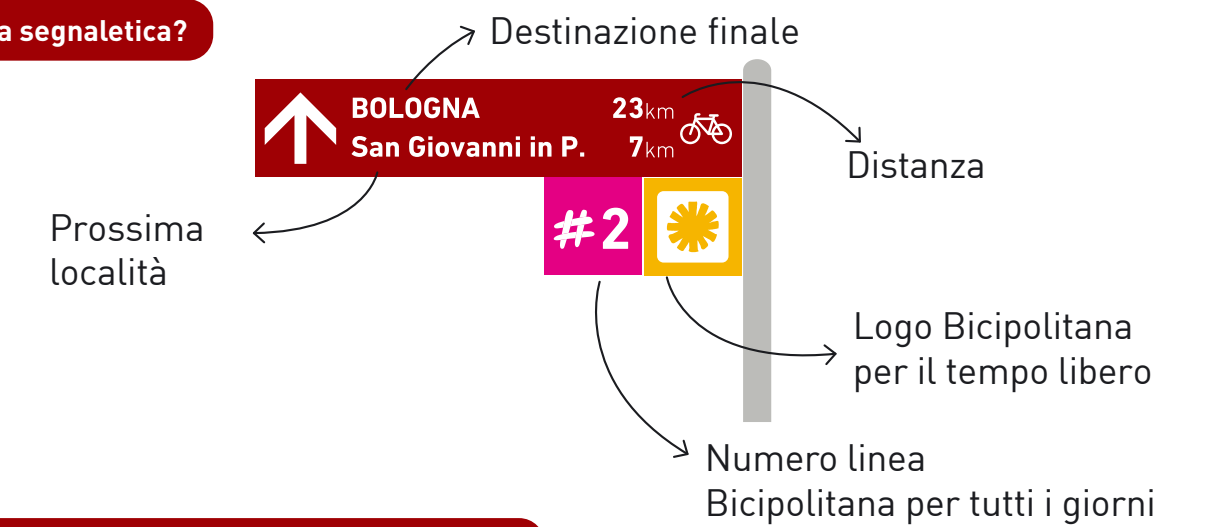 a segnaletica?
Destinazione finale
BOLOGNA 23km
San Giovanni in P. 7km
Distanza
Prossima
località
#2
Logo Bicipolitana
per il tempo libero
Numero linea
Bicipolitana per tutti i giorni